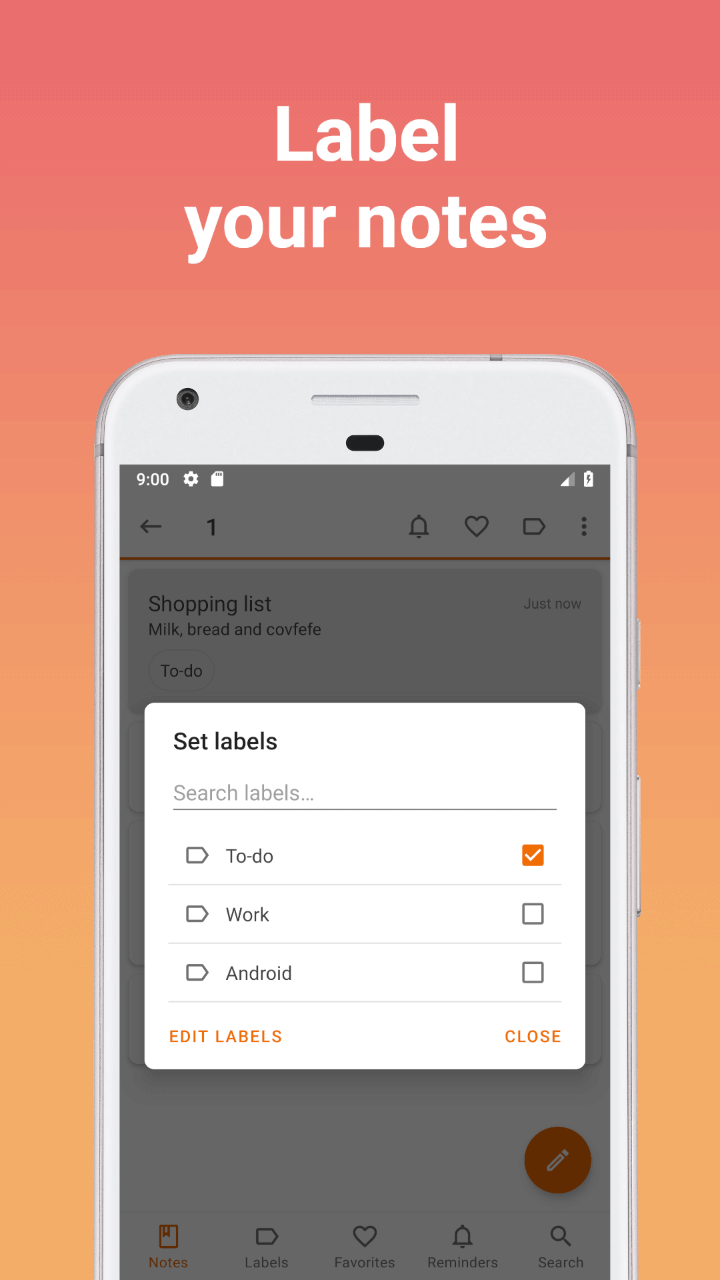 Label
your notes
9:00
1
Shopping list
Just now
Milk, bread and covfefe
To-do
Set labels
Search labels...
To-do
Work
Android
EDIT LABELS
CLOSE
Notes
Labels
Favorites
Reminders
Search